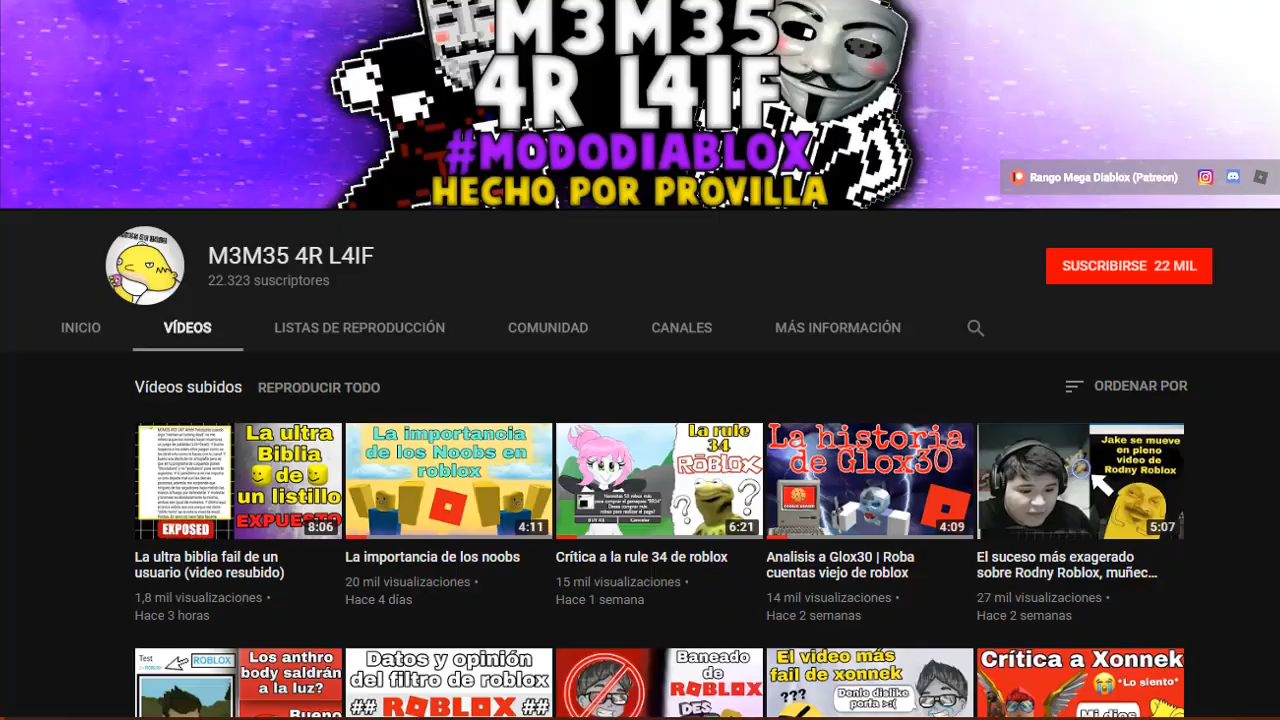 M3M35
4R L4IF
#MODODIABLOX
HECHO POR PROVILLA
Rango Mega Diablox (Patreon)
M3M35 4R L4IF
22.323 suscriptores
SUSCRIBIRSE 22 MIL
INICIO
VÍDEOS
LISTAS DE REPRODUCCIÓN
COMUNIDAD
CANALES
MÁS INFORMACIÓN
Vídeos subidos
REPRODUCIR TODO
ORDENAR POR
La ultra
Biblia
de
un listillo
EXPUESTO
EXPOSED
8:06
La ultra biblia fail de un
usuario (video resubido)
1,8 mil visualizaciones •
Hace 3 horas
La importancia
de los Noobs en
roblox
4:11
La importancia de los noobs
20 mil visualizaciones •
Hace 4 días
La rule
34
ROBLOX
Cancelar
6:21
Crítica a la rule 34 de roblox
15 mil visualizaciones •
Hace 1 semana
La historia
de Glox30
4:09
Analisis a Glox30 | Roba
cuentas viejo de roblox
14 mil visualizaciones •
Hace 2 semanas
Jake se mueve
en pleno
video de
Rodny Roblox
5:07
El suceso más exagerado
sobre Rodny Roblox, muñec...
27 mil visualizaciones •
Hace 2 semanas
Test
ROBLOX
Los anthro
body saldrán
a la luz?
Bueno
Datos y opinión
del filtro de roblox
## ROBLOX ##
Baneado
de
ROBLOX
DES
El video más
fail de xonnek
???
Denle dislike
porfa >:(
Crítica a Xonnek
*Lo siento*
Mi dios